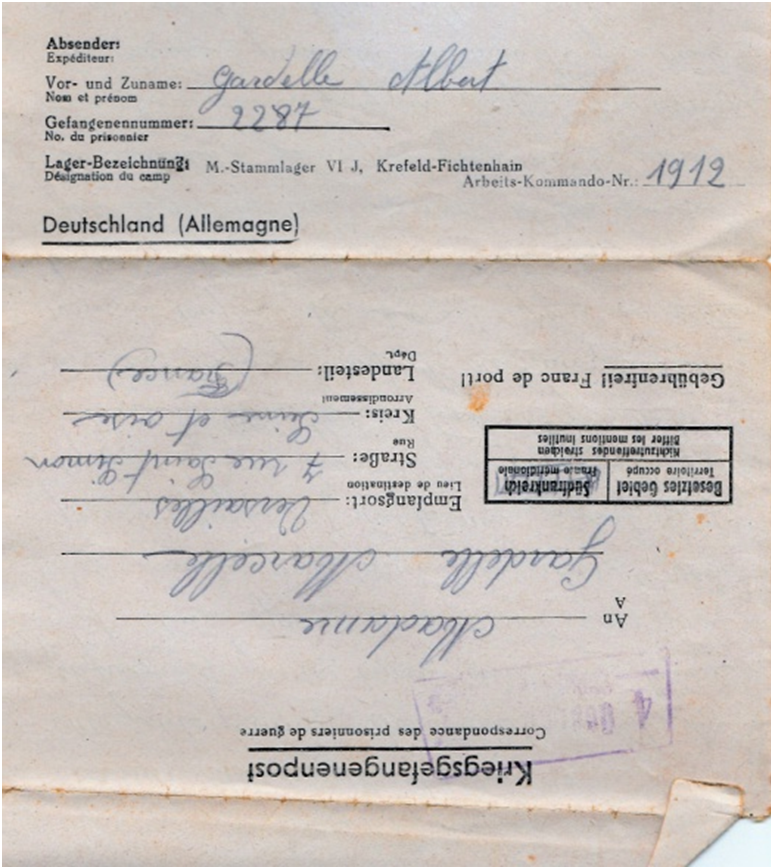 Absender:
Expéditeur:
Vor- und Zuname: Gardelle Albert
Nom et prénom
Gefangenennummer: 2287
No. du prisonnier
Lager-Bezeichnung: M.-Stammlager VI J, Krefeld-Fichtenhain
Désignation du camp
Arbeits-Kommando-Nr.: 1912
Deutschland (Allemagne)
Kriegsgefangenenpost
Correspondance des prisonniers de guerre
4
An Madame
A
Gardelle Marcelle
Empfangsort: Versailles
Lieu de destination
Straße: 7 rue Saint Simon
Rue
Kreis: Seine et oise
Arrondissement
Landesteil: (France)
Dépt.
Besetztes Gebiet
Territoire occupé
Südfrankreich
France méridionale
Nichtzutreffendes streichen
Biffer les mentions inutiles
Gebührenfrei! Franc de port!